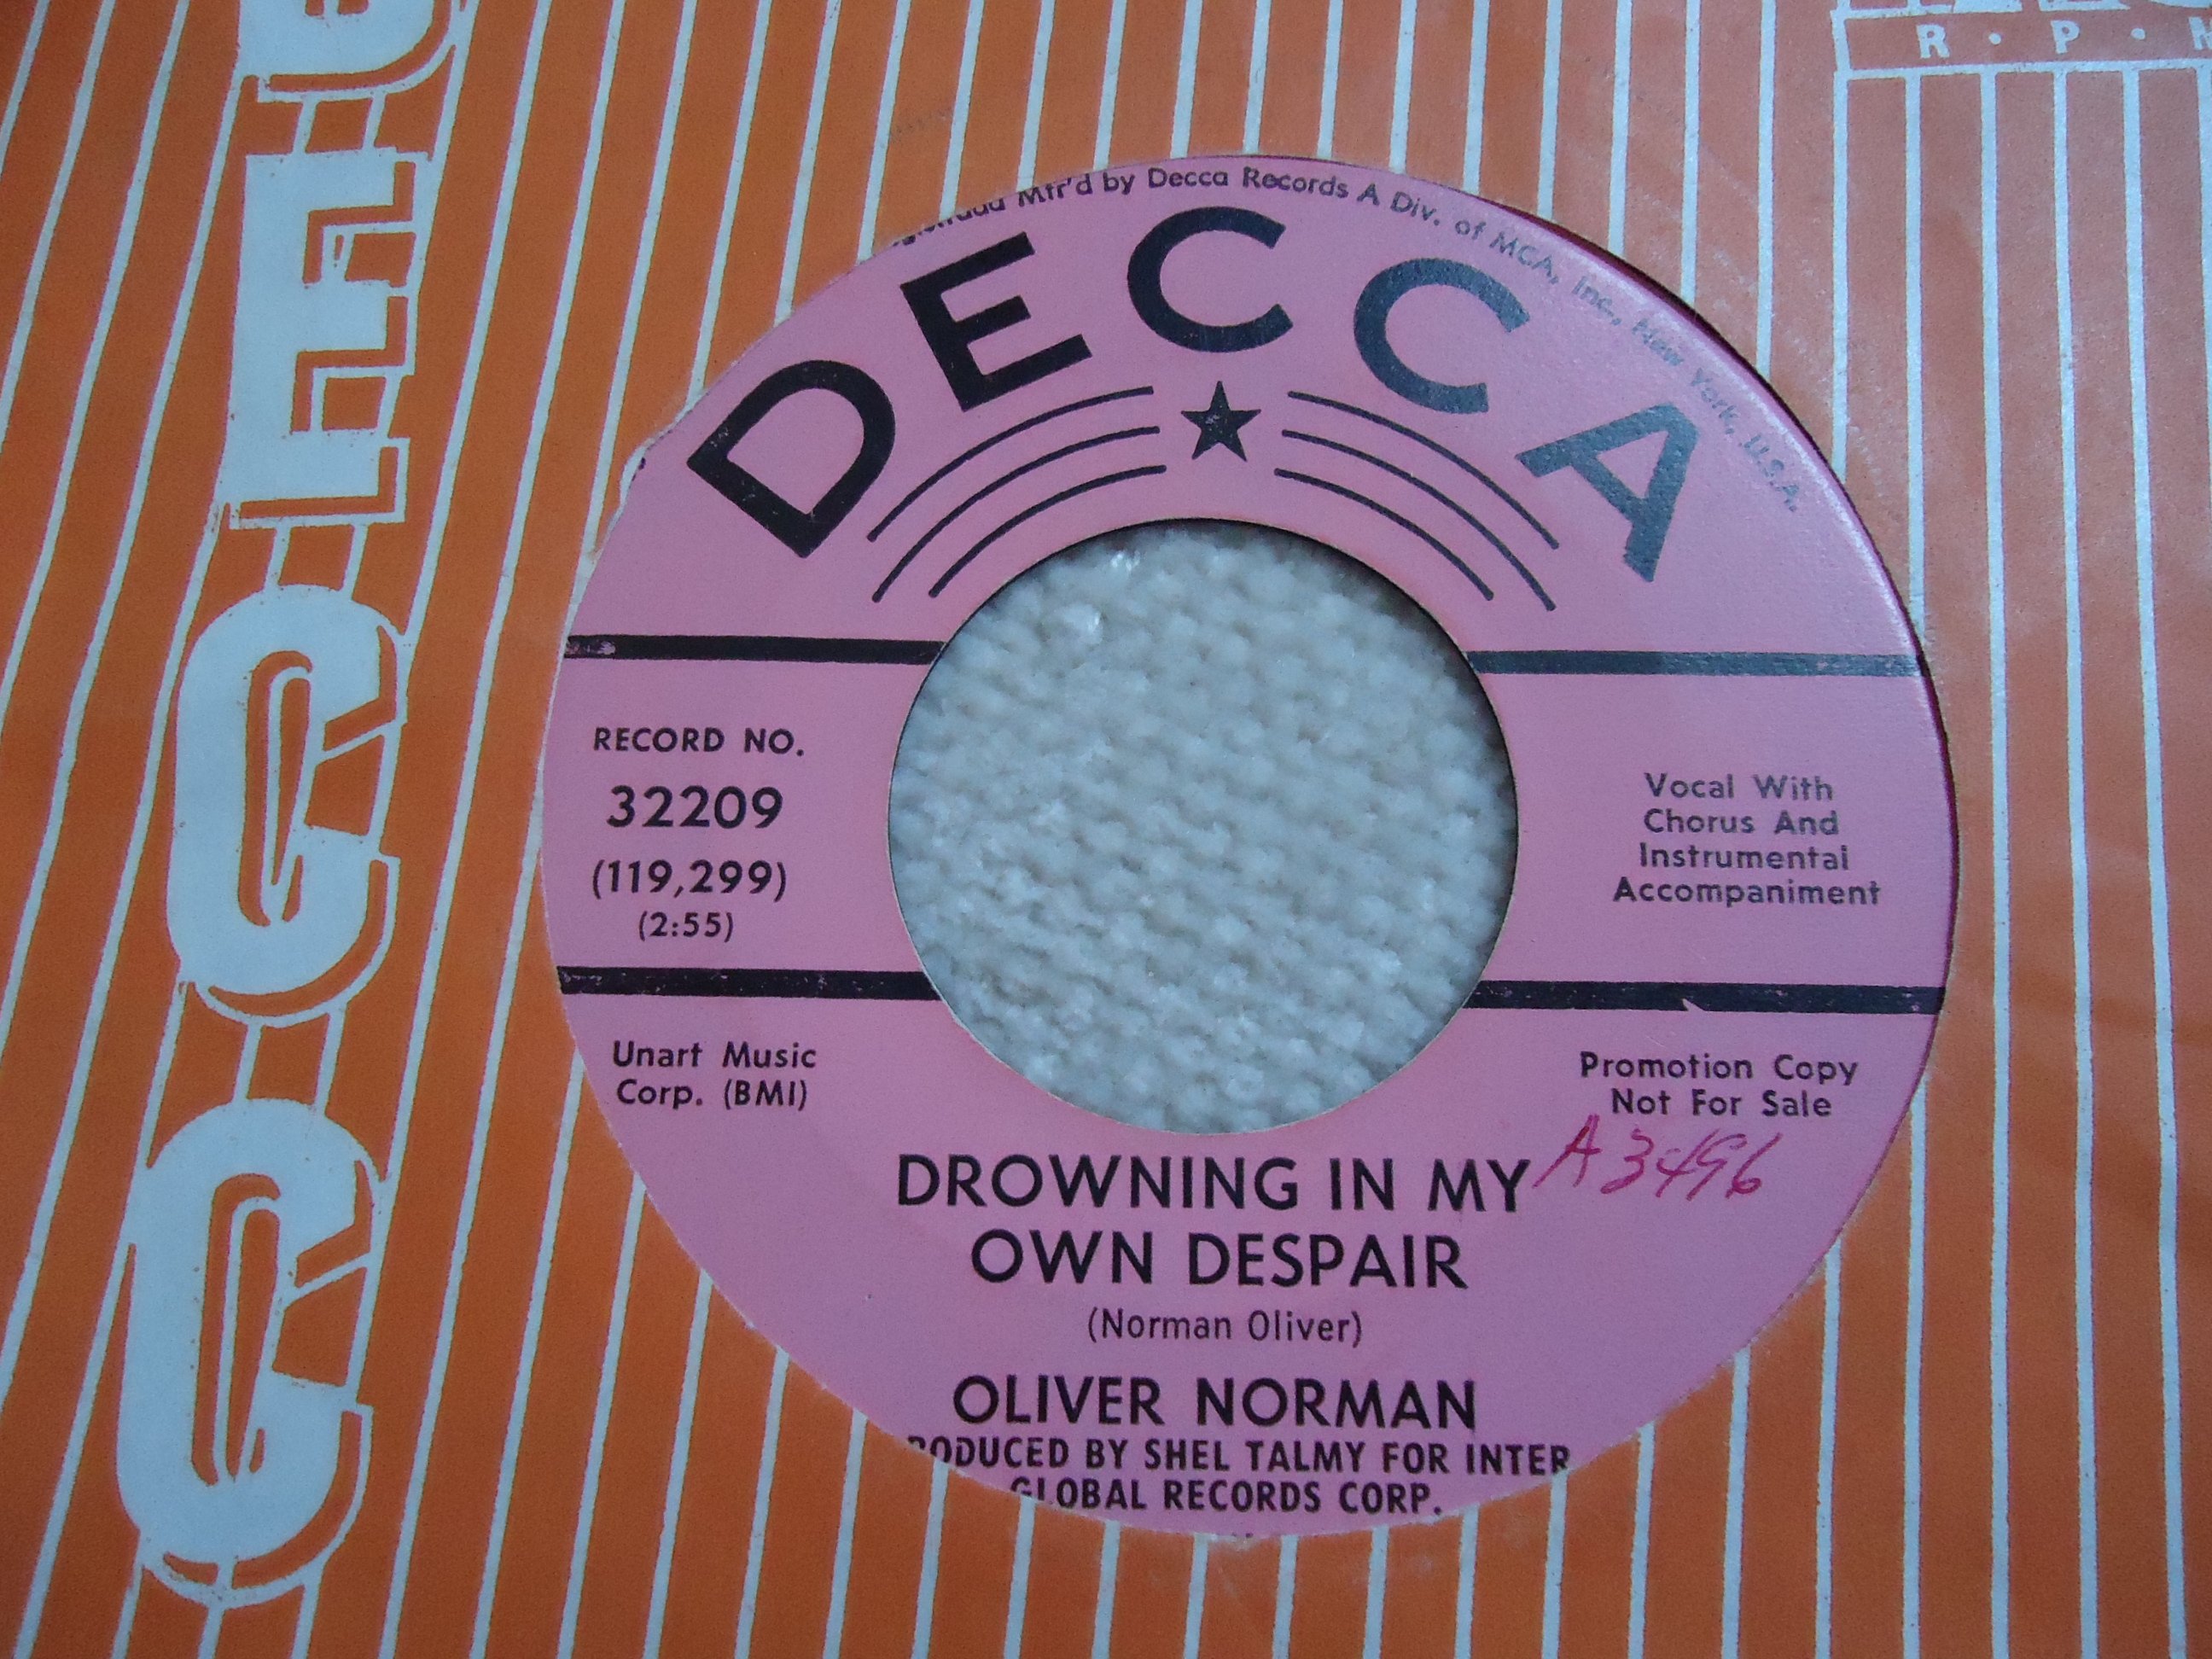 R · P ·
Mfr'd by Decca Records A Div. of MCA, Inc., New York, U.S.A.
DECCA
RECORD NO.
32209
(119,299)
(2:55)
Vocal With
Chorus And
Instrumental
Accompaniment
Unart Music
Corp. (BMI)
Promotion Copy
Not For Sale
A3496
DROWNING IN MY
OWN DESPAIR
(Norman Oliver)
OLIVER NORMAN
RODUCED BY SHEL TALMY FOR INTER
GLOBAL RECORDS CORP.